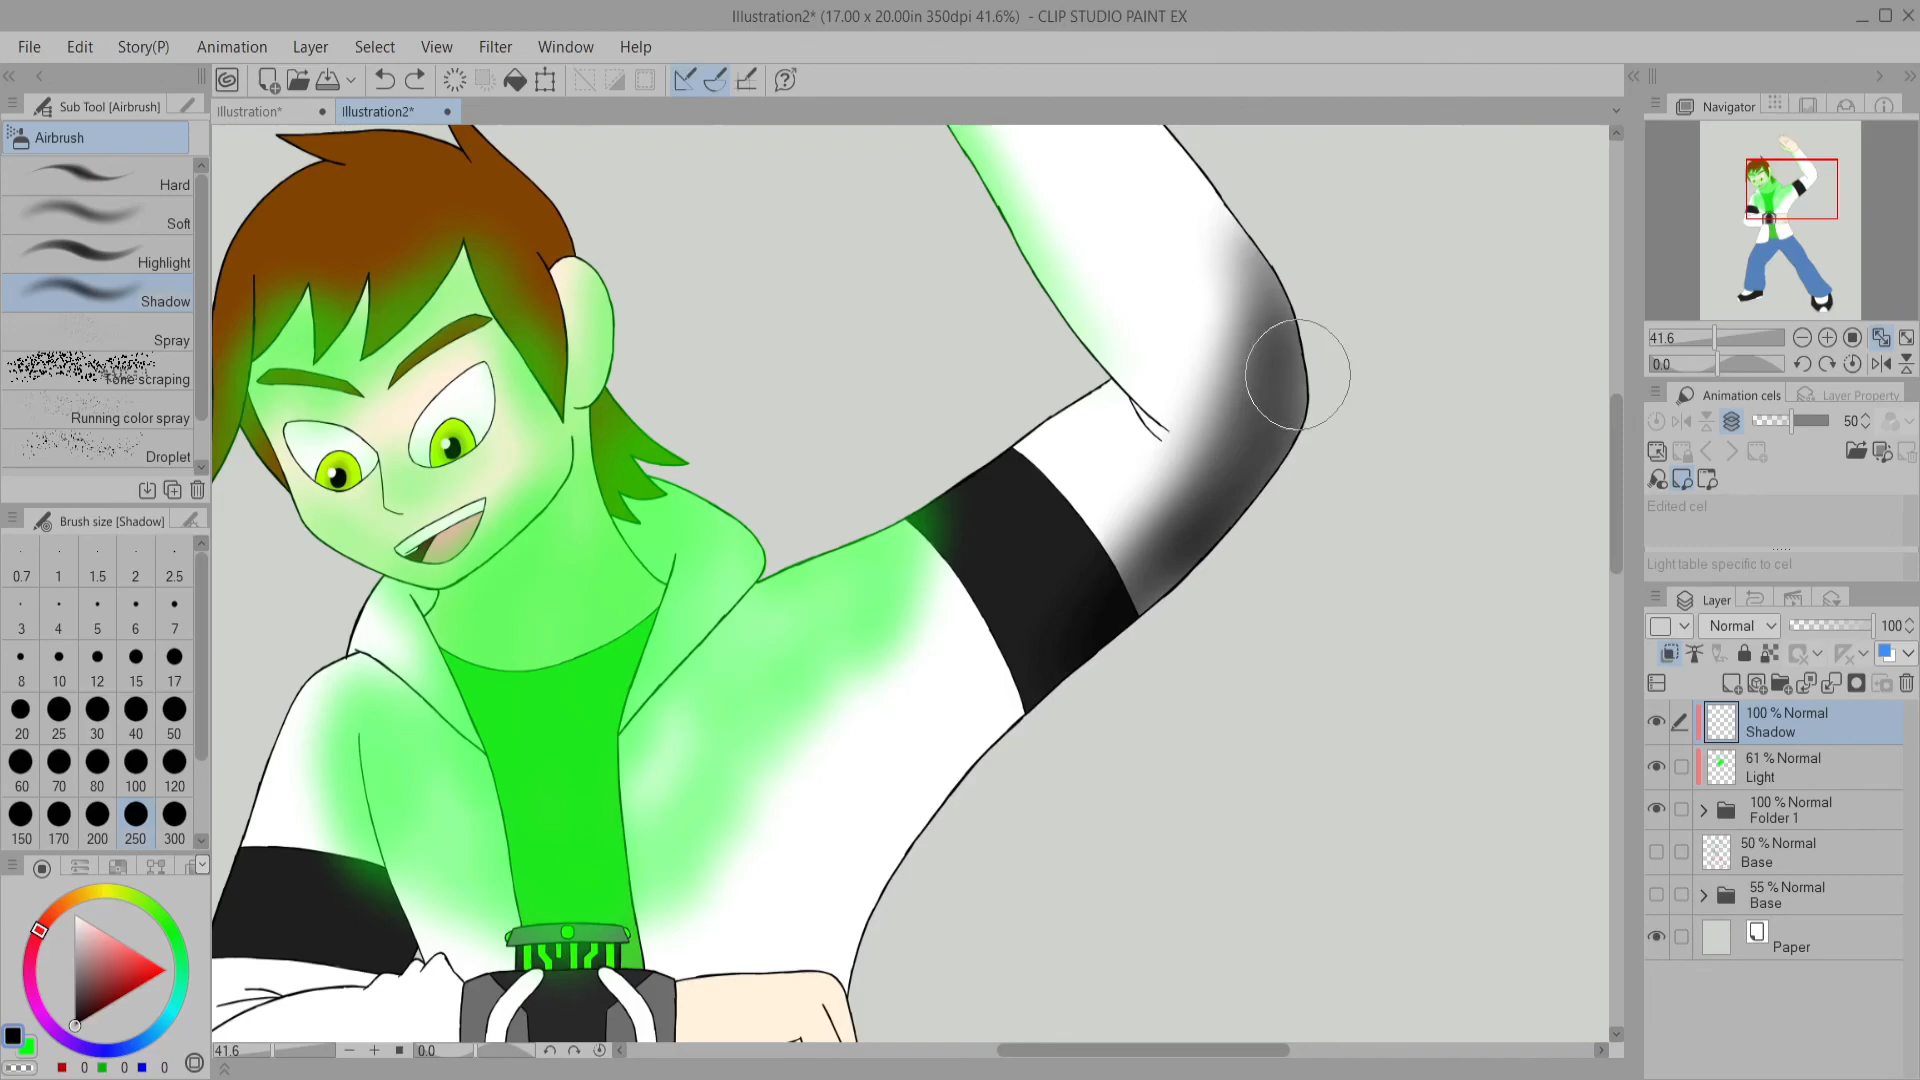 Illustration2* (17.00 x 20.00in 350dpi 41.6%) - CLIP STUDIO PAINT EX
File Edit Story(P) Animation Layer Select View Filter Window Help
Sub Tool [Airbrush]
Airbrush
Hard
Soft
Highlight
Shadow
Spray
Tone scraping
Running color spray
Droplet
Brush size [Shadow]
0.7 1 1.5 2 2.5
3 4 5 6 7
8 10 12 15 17
20 25 30 40 50
60 70 80 100 120
150 170 200 250 300
0 0 0
Illustration* Illustration2*
41.6 0.0
Navigator
41.6
0.0
Animation cels Layer Property
50
Edited cel
Light table specific to cel
Layer
Normal 100
100 % Normal
Shadow
61 % Normal
Light
100 % Normal
Folder 1
50 % Normal
Base
55 % Normal
Base
Paper